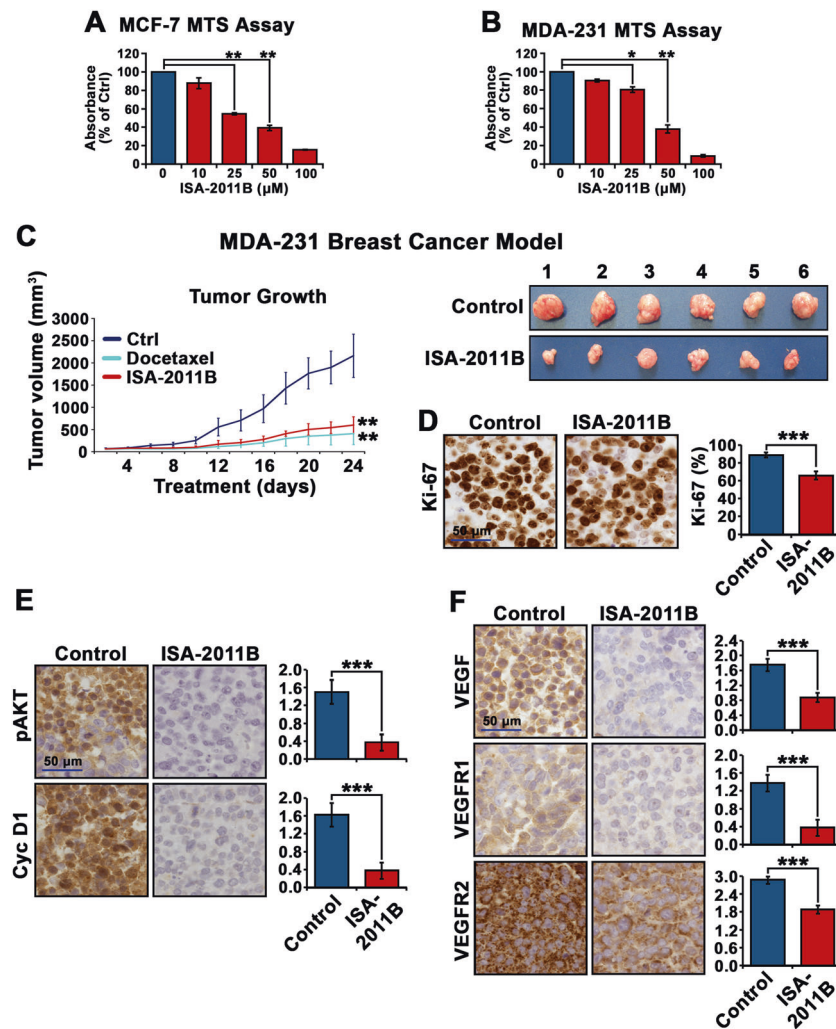 A MCF-7 MTS Assay
Absorbance
(% of Ctrl)
120
100
80
60
40
20
0
** **
0 10 25 50 100
ISA-2011B (µM)
B MDA-231 MTS Assay
Absorbance
(% of Ctrl)
120
100
80
60
40
20
0
* **
0 10 25 50 100
ISA-2011B (µM)
C MDA-231 Breast Cancer Model
Tumor Growth
Tumor volume (mm³)
3000
2500
2000
1500
1000
500
0
Ctrl
Docetaxel
ISA-2011B
**
**
4 8 12 16 20 24
Treatment (days)
1 2 3 4 5 6
Control
ISA-2011B
D Control ISA-2011B
Ki-67
50 µm
Ki-67 (%)
100
80
60
40
20
0
***
Control
ISA-
2011B
E
Control ISA-2011B
pAKT
50 µm
2.0
1.6
1.2
0.8
0.4
0.0
***
Cyc D1
2.0
1.6
1.2
0.8
0.4
0.0
***
Control
ISA-
2011B
F
Control ISA-2011B
VEGF
50 µm
2.4
2.0
1.6
1.2
0.8
0.4
0.0
***
VEGFR1
2.0
1.6
1.2
0.8
0.4
0.0
***
VEGFR2
3.0
2.4
1.8
1.2
0.6
0.0
***
Control
ISA-
2011B